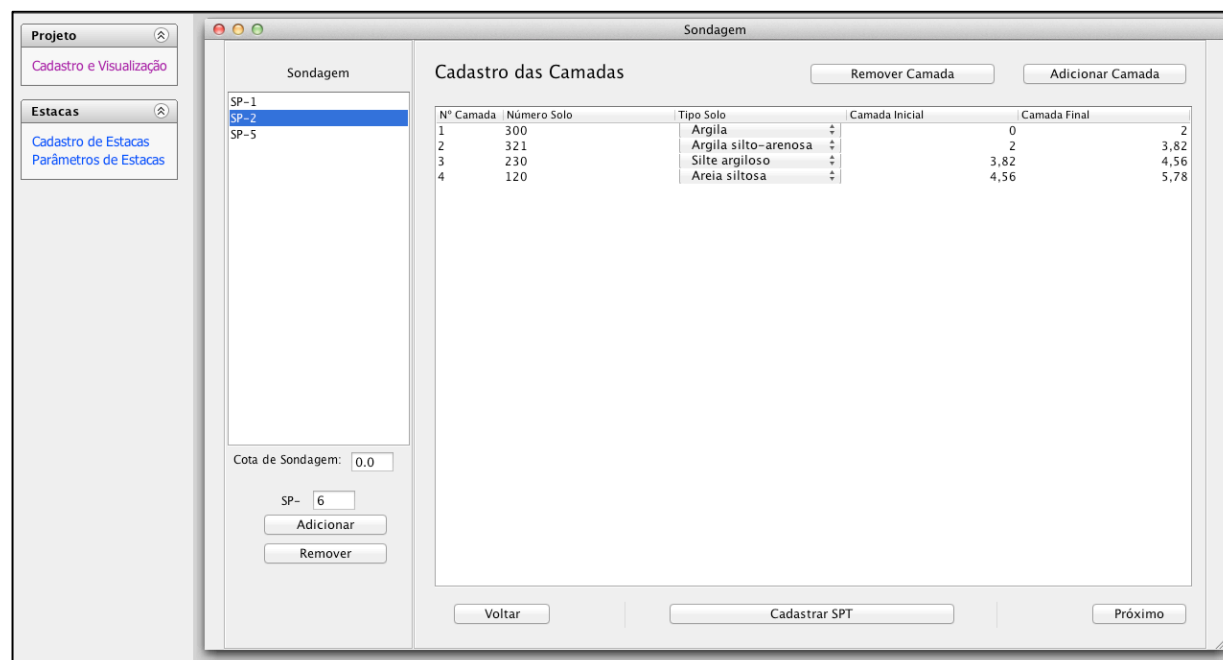 Projeto
Cadastro e Visualização
Estacas
Cadastro de Estacas
Parâmetros de Estacas
Sondagem
Sondagem
SP-1
SP-2
SP-5
Cota de Sondagem: 0.0
SP- 6
Adicionar
Remover
Cadastro das Camadas
Remover Camada Adicionar Camada
Nº Camada Número Solo Tipo Solo Camada Inicial Camada Final
1 300 Argila 0 2
2 321 Argila silto-arenosa 2 3,82
3 230 Silte argiloso 3,82 4,56
4 120 Areia siltosa 4,56 5,78
Voltar Cadastrar SPT Próximo